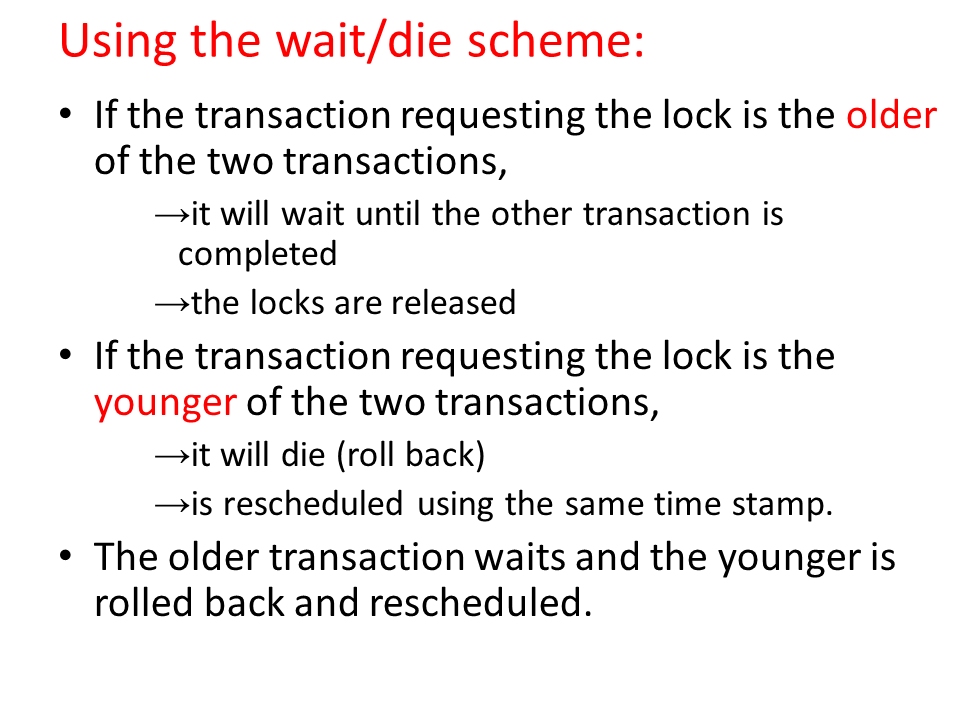 Using the wait/die scheme:
• If the transaction requesting the lock is the older
of the two transactions,
→it will wait until the other transaction is
completed
→the locks are released
• If the transaction requesting the lock is the
younger of the two transactions,
→it will die (roll back)
→is rescheduled using the same time stamp.
• The older transaction waits and the younger is
rolled back and rescheduled.